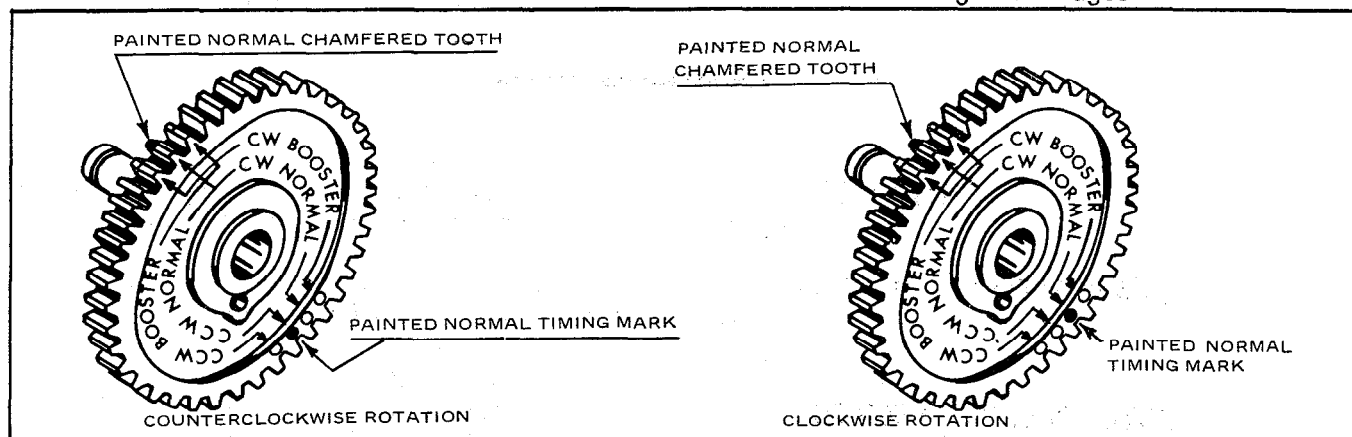 PAINTED NORMAL CHAMFERED TOOTH
CW BOOSTER
CW NORMAL
CCW NORMAL
CCW BOOSTER
PAINTED NORMAL TIMING MARK
COUNTERCLOCKWISE ROTATION
PAINTED NORMAL
CHAMFERED TOOTH
CW BOOSTER
CW NORMAL
CCW NORMAL
CCW BOOSTER
PAINTED NORMAL
TIMING MARK
CLOCKWISE ROTATION